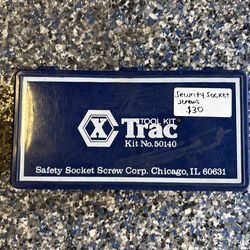 security socket
screws
$30
X
TOOL KIT
Trac
Kit No. 50140
Safety Socket Screw Corp. Chicago, IL 60631